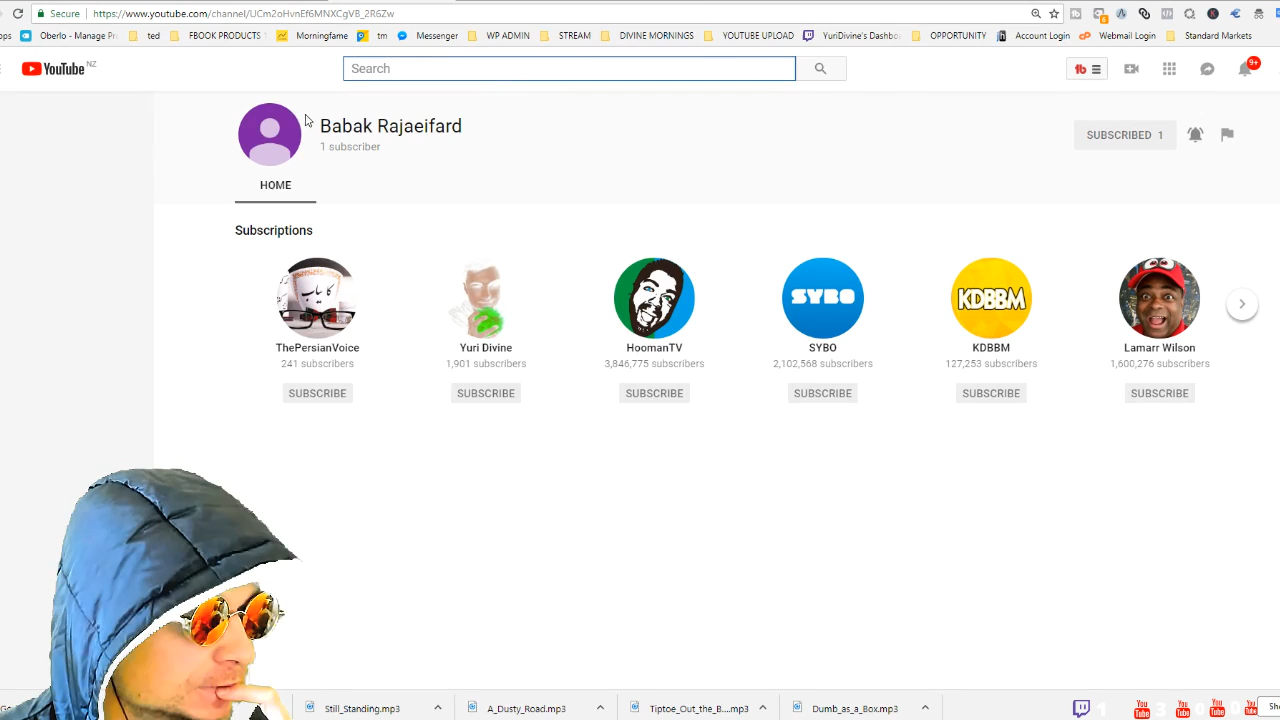 Secure https://www.youtube.com/channel/UCm2oHvnEf6MNXCgVB_2R6Zw
Oberlo - Manage Pr ted FBOOK PRODUCTS Morningfame tm Messenger WP ADMIN STREAM DIVINE MORNINGS YOUTUBE UPLOAD YuriDivine's Dashb OPPORTUNITY Account Login Webmail Login Standard Markets
YouTube NZ Search tb 9+
Babak Rajaeifard
1 subscriber
SUBSCRIBED 1
HOME
Subscriptions
SYBO KDBBM
ThePersianVoice Yuri Divine HoomanTV SYBO KDBBM Lamarr Wilson
241 subscribers 1,901 subscribers 3,846,775 subscribers 2,102,568 subscribers 127,253 subscribers 1,600,276 subscribers
SUBSCRIBE SUBSCRIBE SUBSCRIBE SUBSCRIBE SUBSCRIBE SUBSCRIBE
Still_Standing.mp3 A_Dusty_Road.mp3 Tiptoe_Out_the_B....mp3 Dumb_as_a_Box.mp3